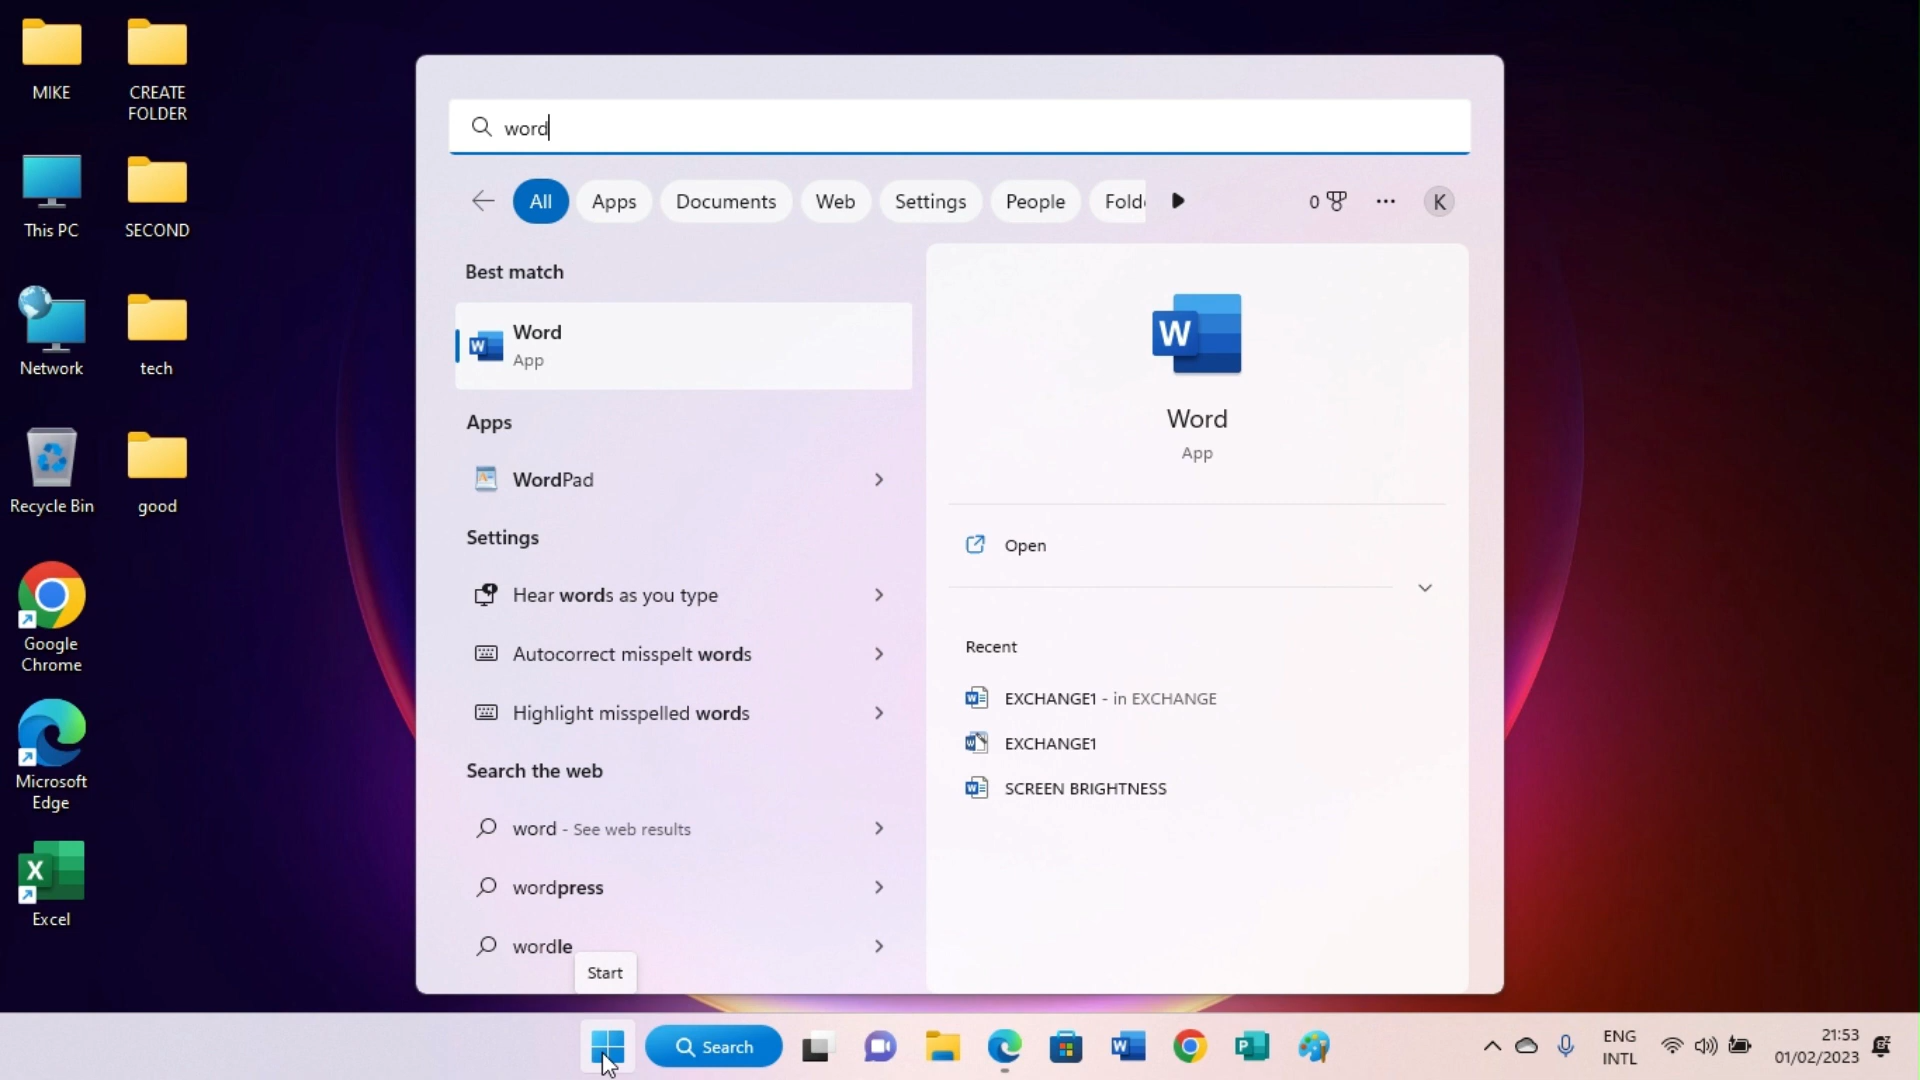 MIKE
CREATE
FOLDER
This PC
SECOND
Network
tech
Recycle Bin
good
Google
Chrome
Microsoft
Edge
Excel
word
All
Apps
Documents
Web
Settings
People
Fold
0
K
Best match
Word
App
Apps
WordPad
Settings
Hear words as you type
Autocorrect misspelt words
Highlight misspelled words
Search the web
word - See web results
wordpress
wordle
Word
App
Open
Recent
EXCHANGE1 - in EXCHANGE
EXCHANGE1
SCREEN BRIGHTNESS
Start
Search
ENG
INTL
21:53
01/02/2023